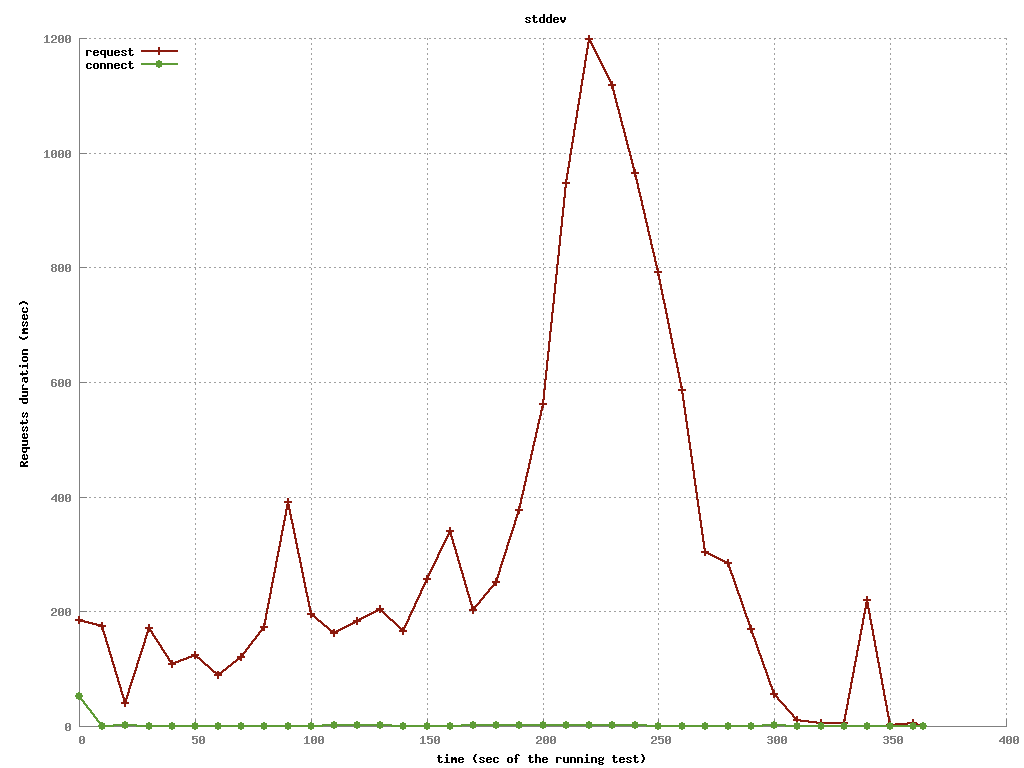 stddev
request
connect
1200
1000
800
600
400
200
0
Requests duration (msec)
0 50 100 150 200 250 300 350 400
time (sec of the running test)